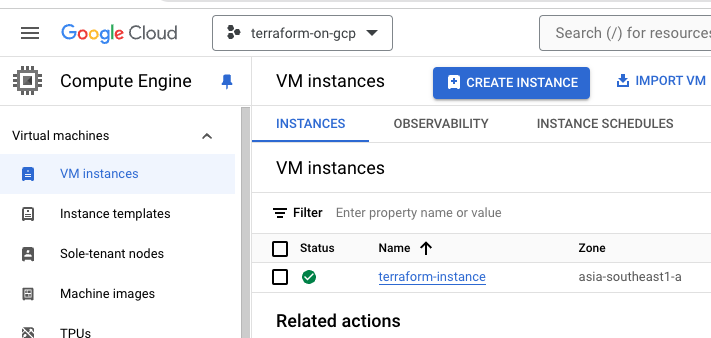 Google Cloud
terraform-on-gcp
Search (/) for resources
Compute Engine
VM instances
CREATE INSTANCE
IMPORT VM
Virtual machines
INSTANCES
OBSERVABILITY
INSTANCE SCHEDULES
VM instances
VM instances
Instance templates
Filter
Enter property name or value
Sole-tenant nodes
Status
Name
Zone
Machine images
terraform-instance
asia-southeast1-a
TPUs
Related actions